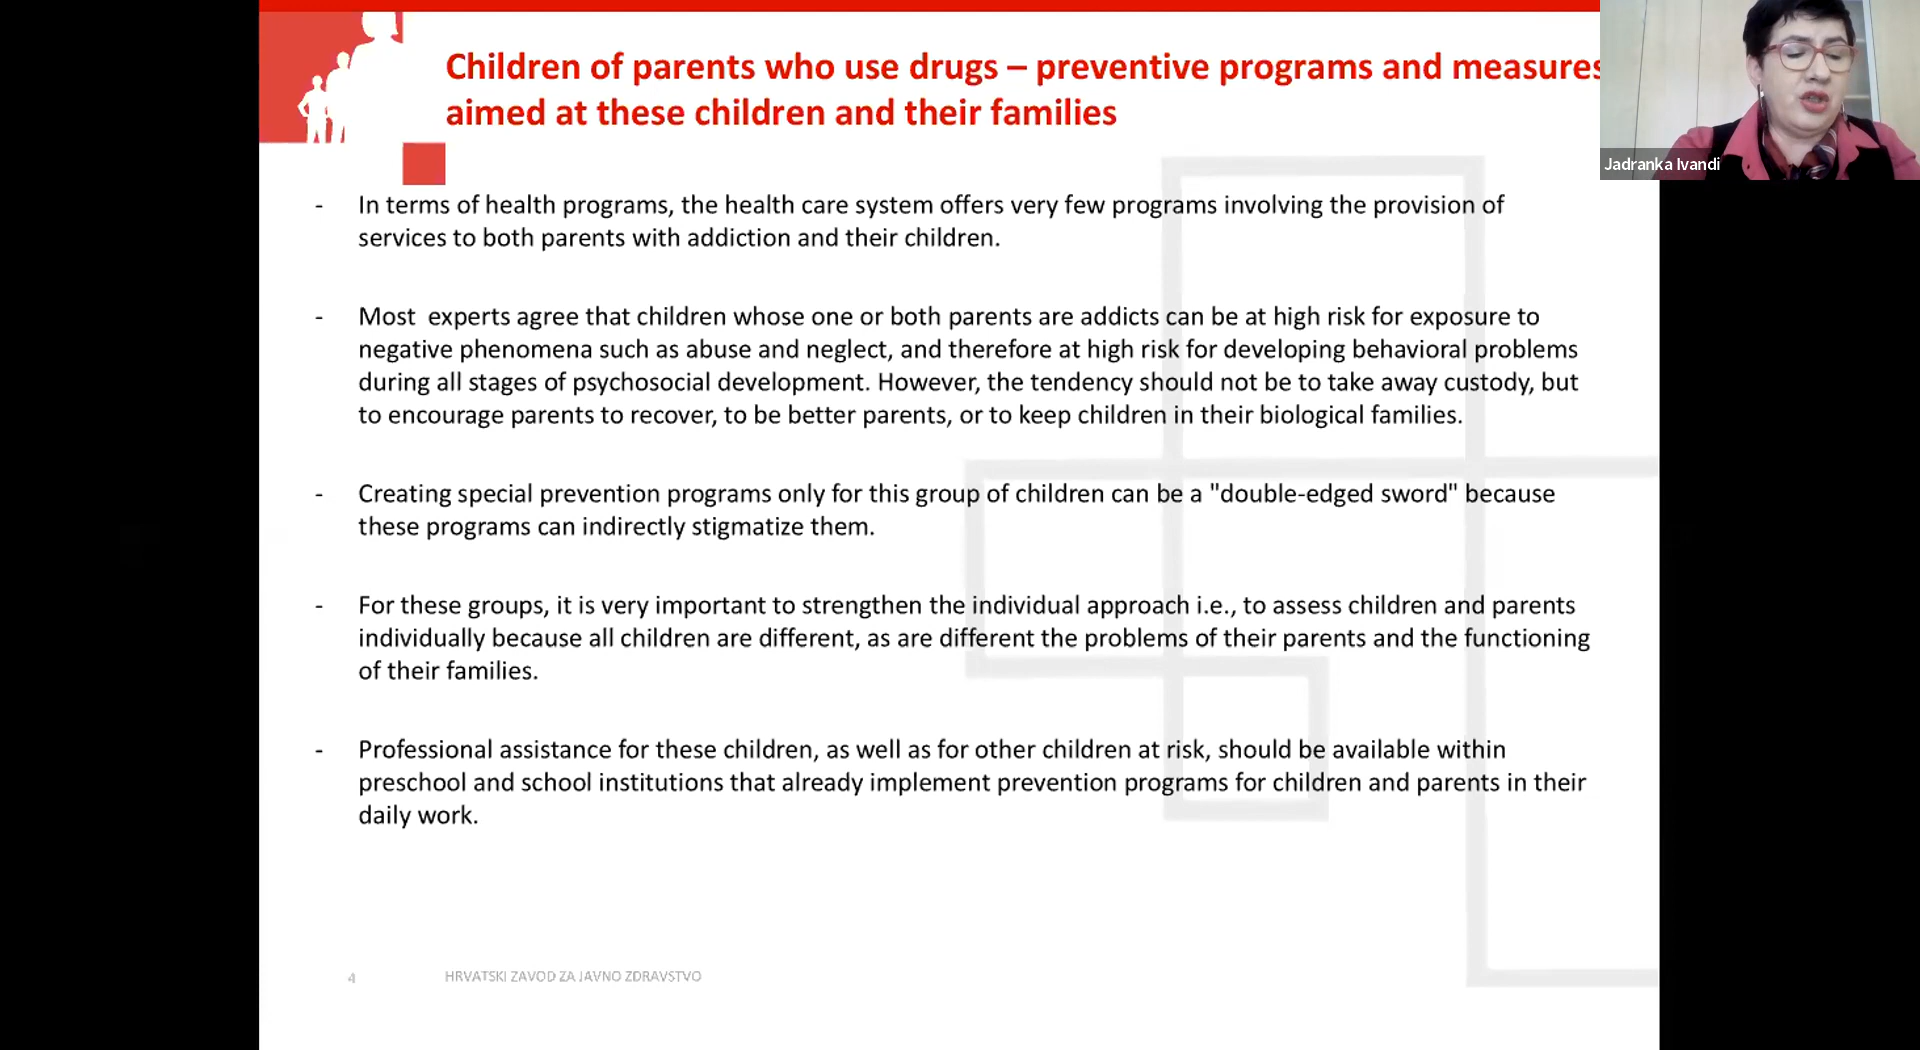 Children of parents who use drugs – preventive programs and measures
aimed at these children and their families
Jadranka Ivandi
- In terms of health programs, the health care system offers very few programs involving the provision of
services to both parents with addiction and their children.
- Most experts agree that children whose one or both parents are addicts can be at high risk for exposure to
negative phenomena such as abuse and neglect, and therefore at high risk for developing behavioral problems
during all stages of psychosocial development. However, the tendency should not be to take away custody, but
to encourage parents to recover, to be better parents, or to keep children in their biological families.
- Creating special prevention programs only for this group of children can be a "double-edged sword" because
these programs can indirectly stigmatize them.
- For these groups, it is very important to strengthen the individual approach i.e., to assess children and parents
individually because all children are different, as are different the problems of their parents and the functioning
of their families.
- Professional assistance for these children, as well as for other children at risk, should be available within
preschool and school institutions that already implement prevention programs for children and parents in their
daily work.
4 HRVATSKI ZAVOD ZA JAVNO ZDRAVSTVO